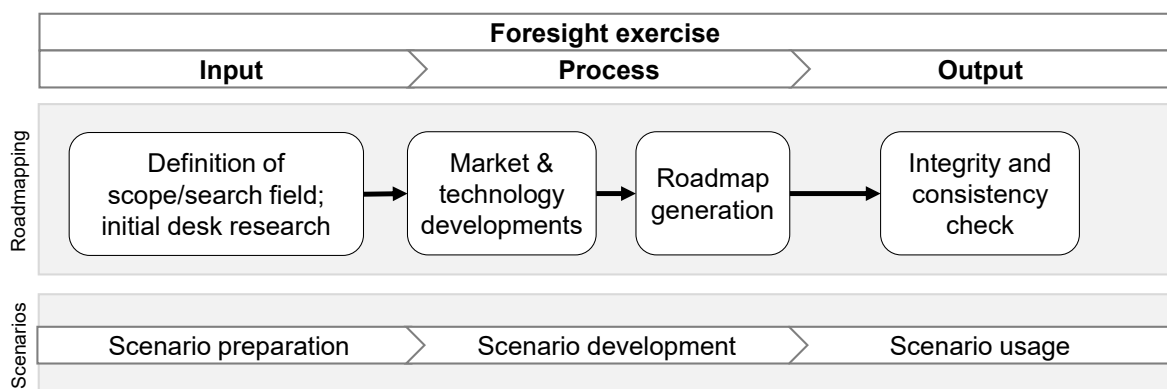 Foresight exercise
Input Process Output
Roadmapping
Definition of
scope/search field;
initial desk research
Market &
technology
developments
Roadmap
generation
Integrity and
consistency
check
Scenarios
Scenario preparation Scenario development Scenario usage